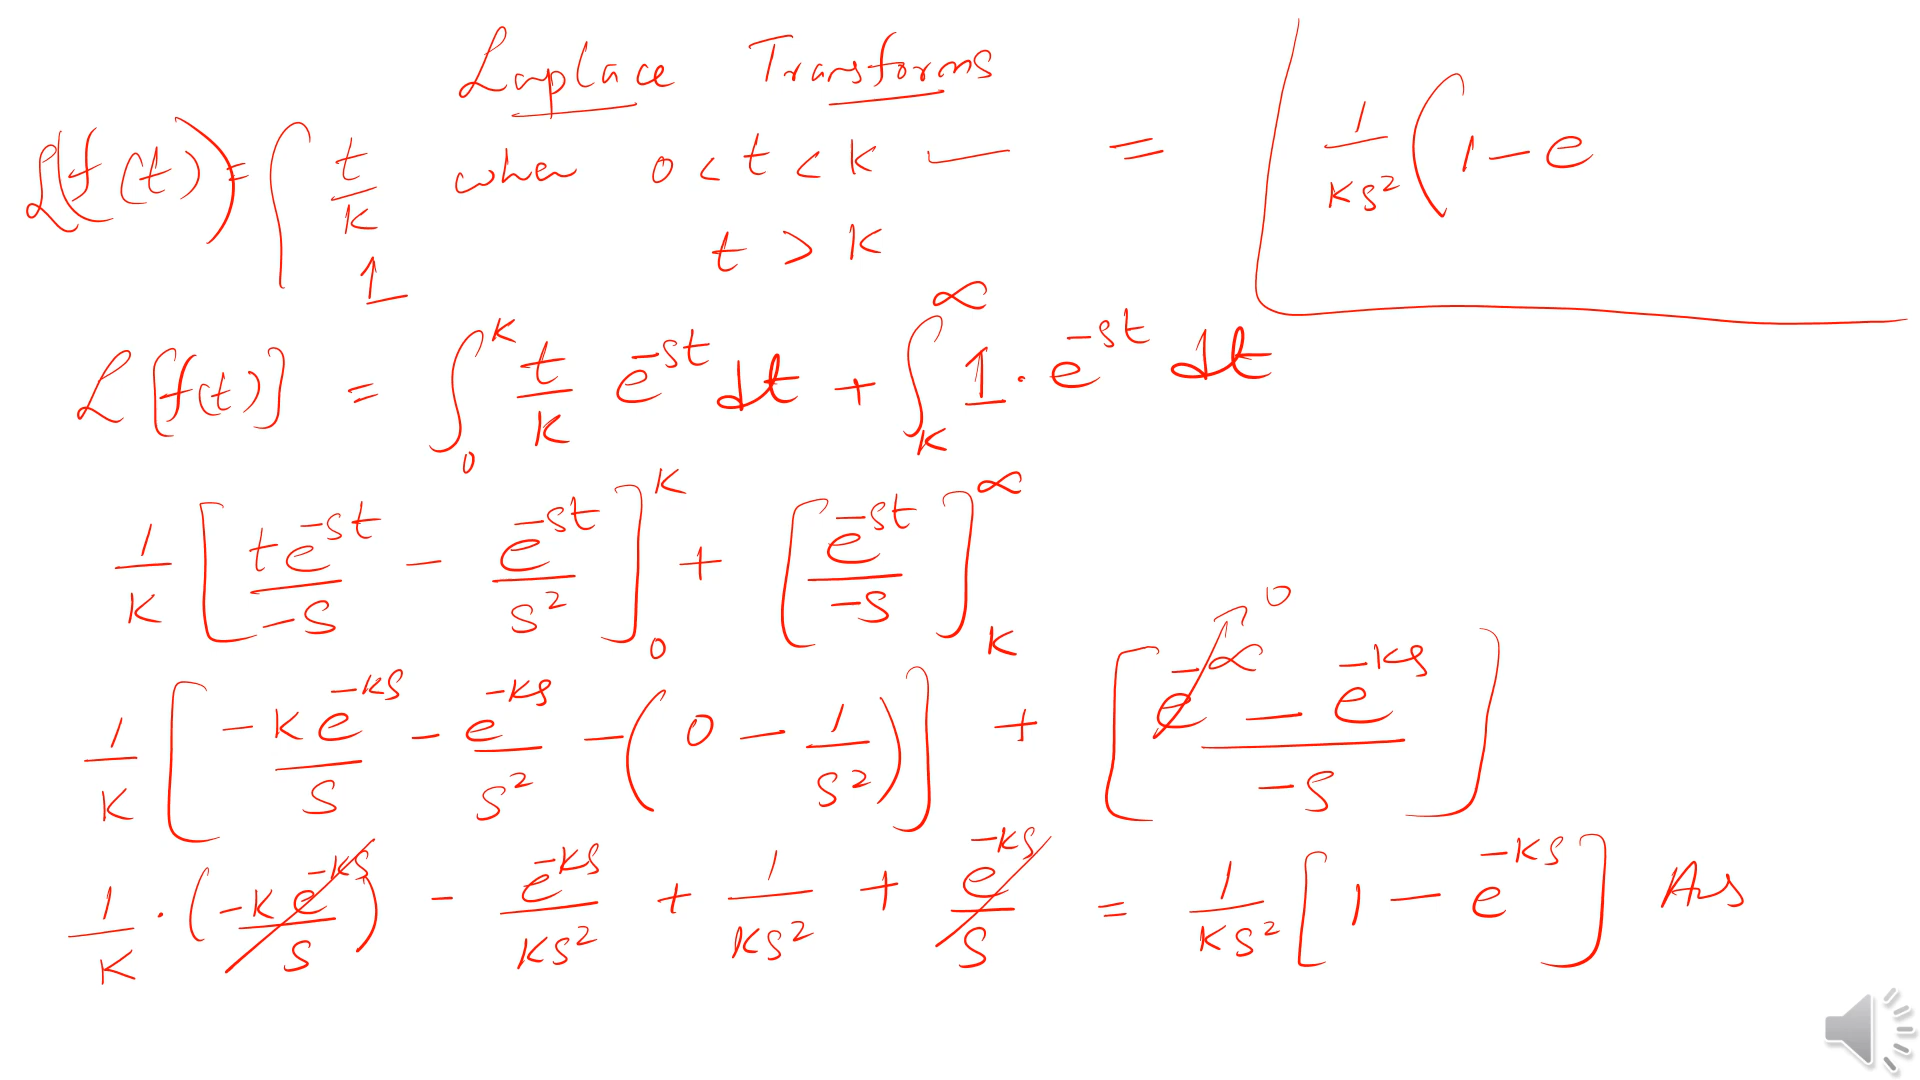 Laplace Transforms
L(f(t)) = { t/k when 0 < t < k — = 1/ks² (1 - e
1 t > k
L[f(t)] = ∫₀ᵏ t/k e^-st dt + ∫ₖ^∞ 1 . e^-st dt
1/k [te^-st/-s - e^-st/s²]₀ᵏ + [e^-st/-s]ₖ^∞
1/k [-ke^-ks/s - e^-ks/s² - (0 - 1/s²)] + [e^-∞ - e^-ks/-s] 0
1/k . (-ke^-ks/s) - e^-ks/ks² + 1/ks² + e^-ks/s = 1/ks² [1 - e^-ks] Ans